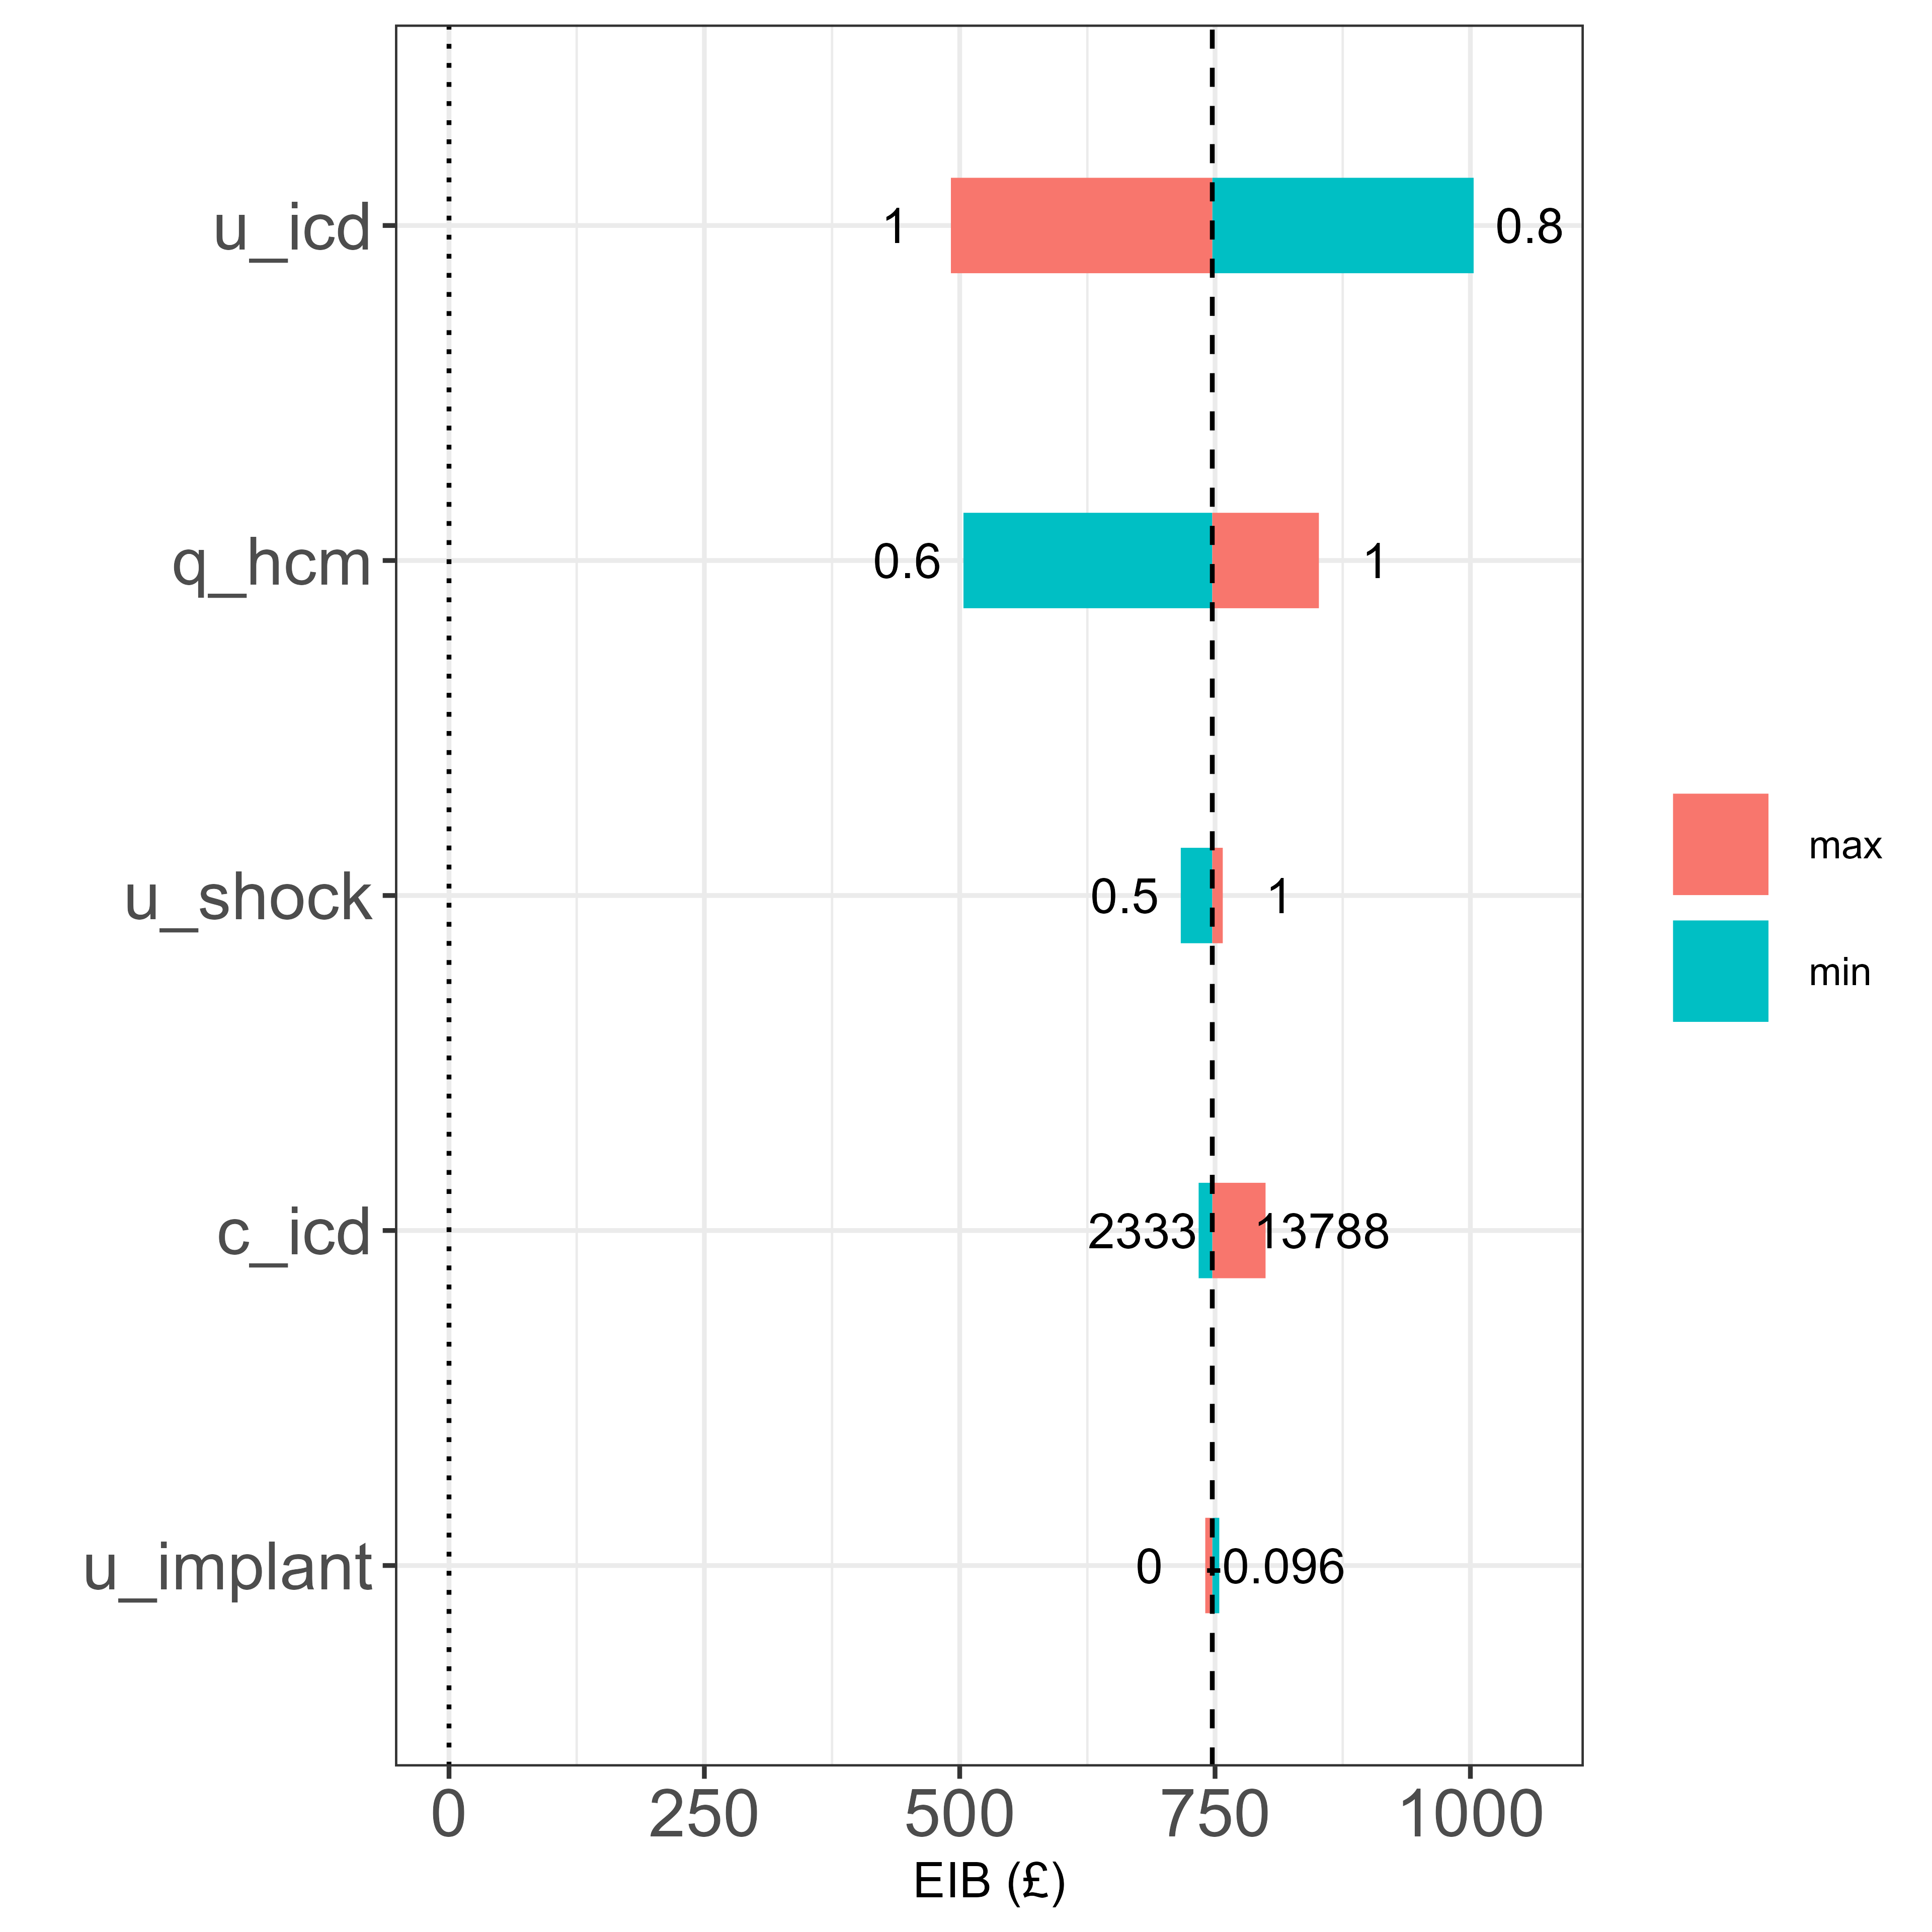 u_icd 1 0.8
q_hcm 0.6 1
u_shock 0.5 1
c_icd 2333 13788
u_implant 0 -0.096
0 250 500 750 1000
EIB (£)
max
min